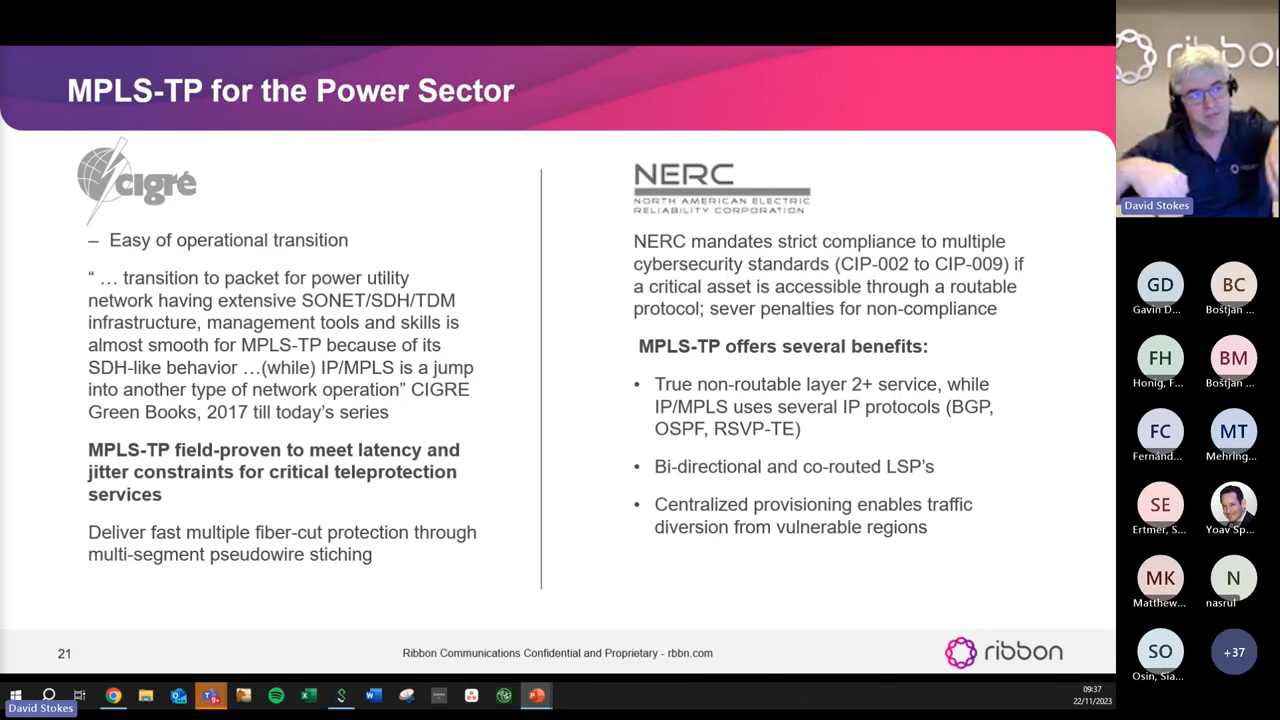 MPLS-TP for the Power Sector
cigré
– Easy of operational transition
“ … transition to packet for power utility
network having extensive SONET/SDH/TDM
infrastructure, management tools and skills is
almost smooth for MPLS-TP because of its
SDH-like behavior …(while) IP/MPLS is a jump
into another type of network operation” CIGRE
Green Books, 2017 till today’s series
MPLS-TP field-proven to meet latency and
jitter constraints for critical teleprotection
services
Deliver fast multiple fiber-cut protection through
multi-segment pseudowire stiching
NERC
NORTH AMERICAN ELECTRIC
RELIABILITY CORPORATION
NERC mandates strict compliance to multiple
cybersecurity standards (CIP-002 to CIP-009) if
a critical asset is accessible through a routable
protocol; sever penalties for non-compliance
MPLS-TP offers several benefits:
• True non-routable layer 2+ service, while
IP/MPLS uses several IP protocols (BGP,
OSPF, RSVP-TE)
• Bi-directional and co-routed LSP’s
• Centralized provisioning enables traffic
diversion from vulnerable regions
21
Ribbon Communications Confidential and Proprietary - rbbn.com
ribbon
ribbon
David Stokes
GD
Gavin D...
BC
Boštjan ...
FH
Honig, F...
BM
Boštjan ...
FC
Fernánd...
MT
Mehring...
SE
Ertmer, S...
Yoav Sp...
MK
Matthew...
N
nasrul
SO
Osin, Sia...
+37
09:37
22/11/2023
David Stokes